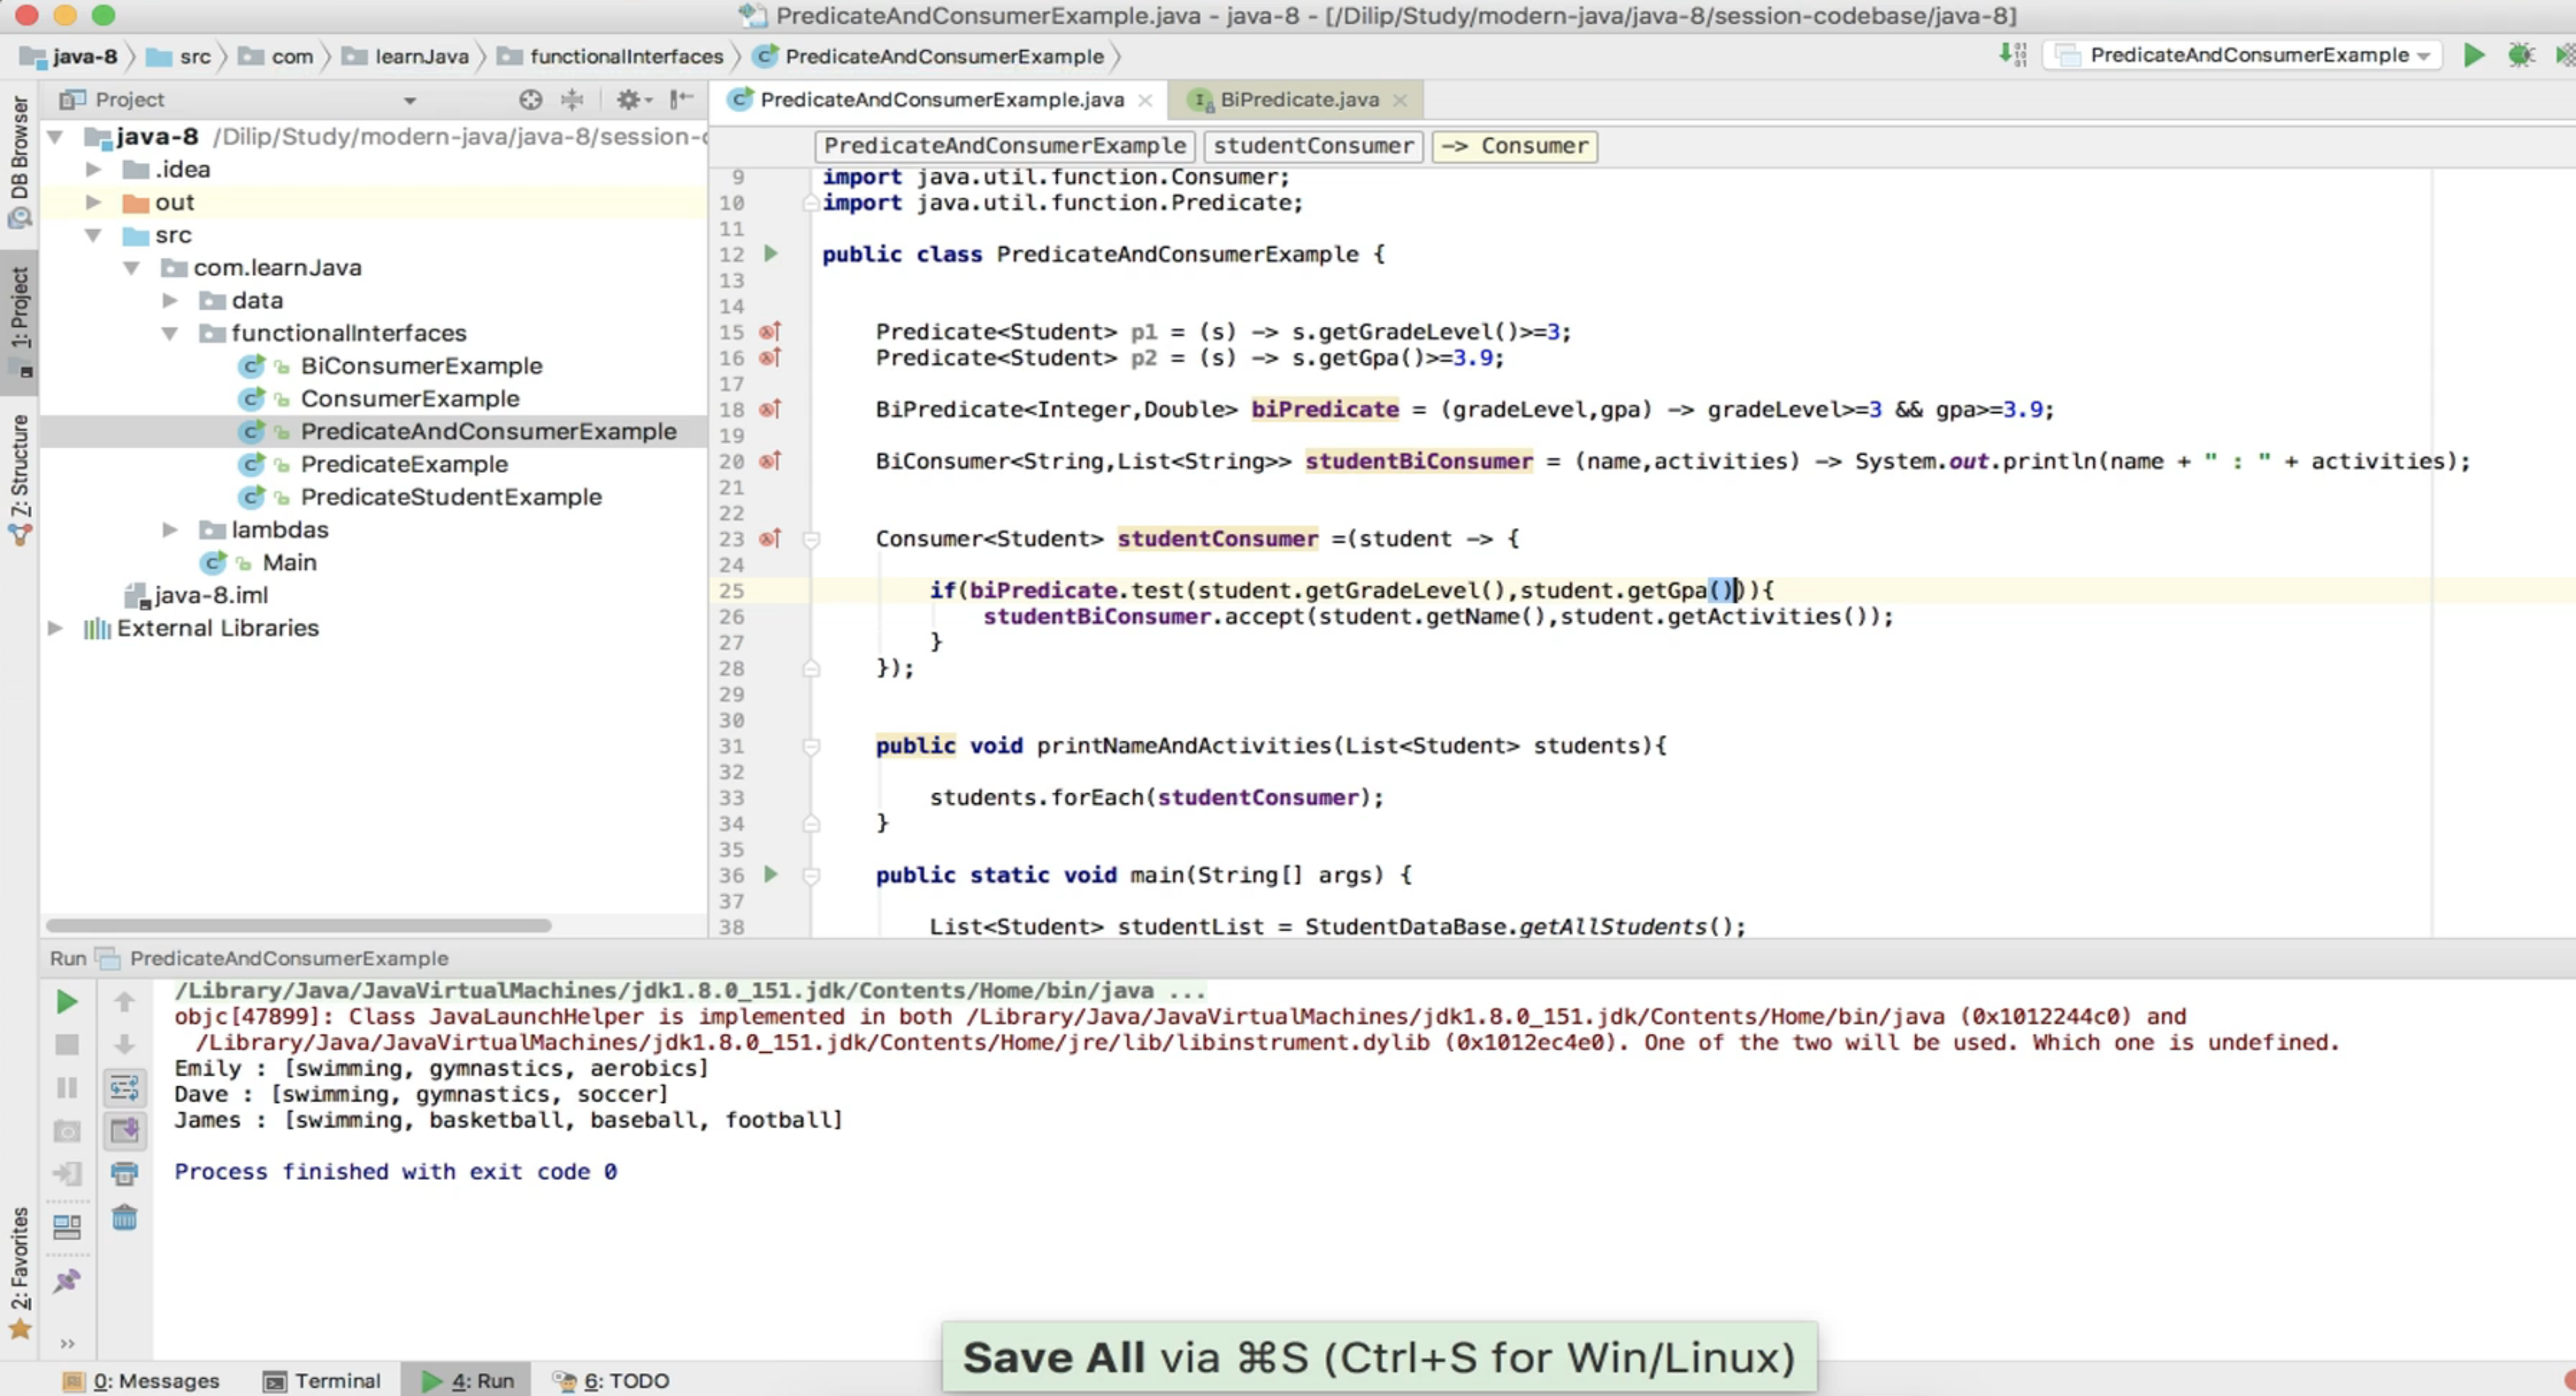 PredicateAndConsumerExample.java - java-8 - [/Dilip/Study/modern-java/java-8/session-codebase/java-8]
java-8 src com learnJava functionalInterfaces PredicateAndConsumerExample
PredicateAndConsumerExample
DB Browser
1: Project
7: Structure
2: Favorites
Project
java-8 /Dilip/Study/modern-java/java-8/session-c
.idea
out
src
com.learnJava
data
functionalInterfaces
BiConsumerExample
ConsumerExample
PredicateAndConsumerExample
PredicateExample
PredicateStudentExample
lambdas
Main
java-8.iml
External Libraries
PredicateAndConsumerExample.java BiPredicate.java
PredicateAndConsumerExample studentConsumer -> Consumer
9 import java.util.function.Consumer;
10 import java.util.function.Predicate;
11
12 public class PredicateAndConsumerExample {
13
14
15 Predicate<Student> p1 = (s) -> s.getGradeLevel()>=3;
16 Predicate<Student> p2 = (s) -> s.getGpa()>=3.9;
17
18 BiPredicate<Integer,Double> biPredicate = (gradeLevel,gpa) -> gradeLevel>=3 && gpa>=3.9;
19
20 BiConsumer<String,List<String>> studentBiConsumer = (name,activities) -> System.out.println(name + " : " + activities);
21
22
23 Consumer<Student> studentConsumer =(student -> {
24
25 if(biPredicate.test(student.getGradeLevel(),student.getGpa())){
26 studentBiConsumer.accept(student.getName(),student.getActivities());
27 }
28 });
29
30
31 public void printNameAndActivities(List<Student> students){
32
33 students.forEach(studentConsumer);
34 }
35
36 public static void main(String[] args) {
37
38 List<Student> studentList = StudentDataBase.getAllStudents();
Run PredicateAndConsumerExample
/Library/Java/JavaVirtualMachines/jdk1.8.0_151.jdk/Contents/Home/bin/java ...
objc[47899]: Class JavaLaunchHelper is implemented in both /Library/Java/JavaVirtualMachines/jdk1.8.0_151.jdk/Contents/Home/bin/java (0x1012244c0) and
/Library/Java/JavaVirtualMachines/jdk1.8.0_151.jdk/Contents/Home/jre/lib/libinstrument.dylib (0x1012ec4e0). One of the two will be used. Which one is undefined.
Emily : [swimming, gymnastics, aerobics]
Dave : [swimming, gymnastics, soccer]
James : [swimming, basketball, baseball, football]
Process finished with exit code 0
Save All via ⌘S (Ctrl+S for Win/Linux)
0: Messages Terminal 4: Run 6: TODO